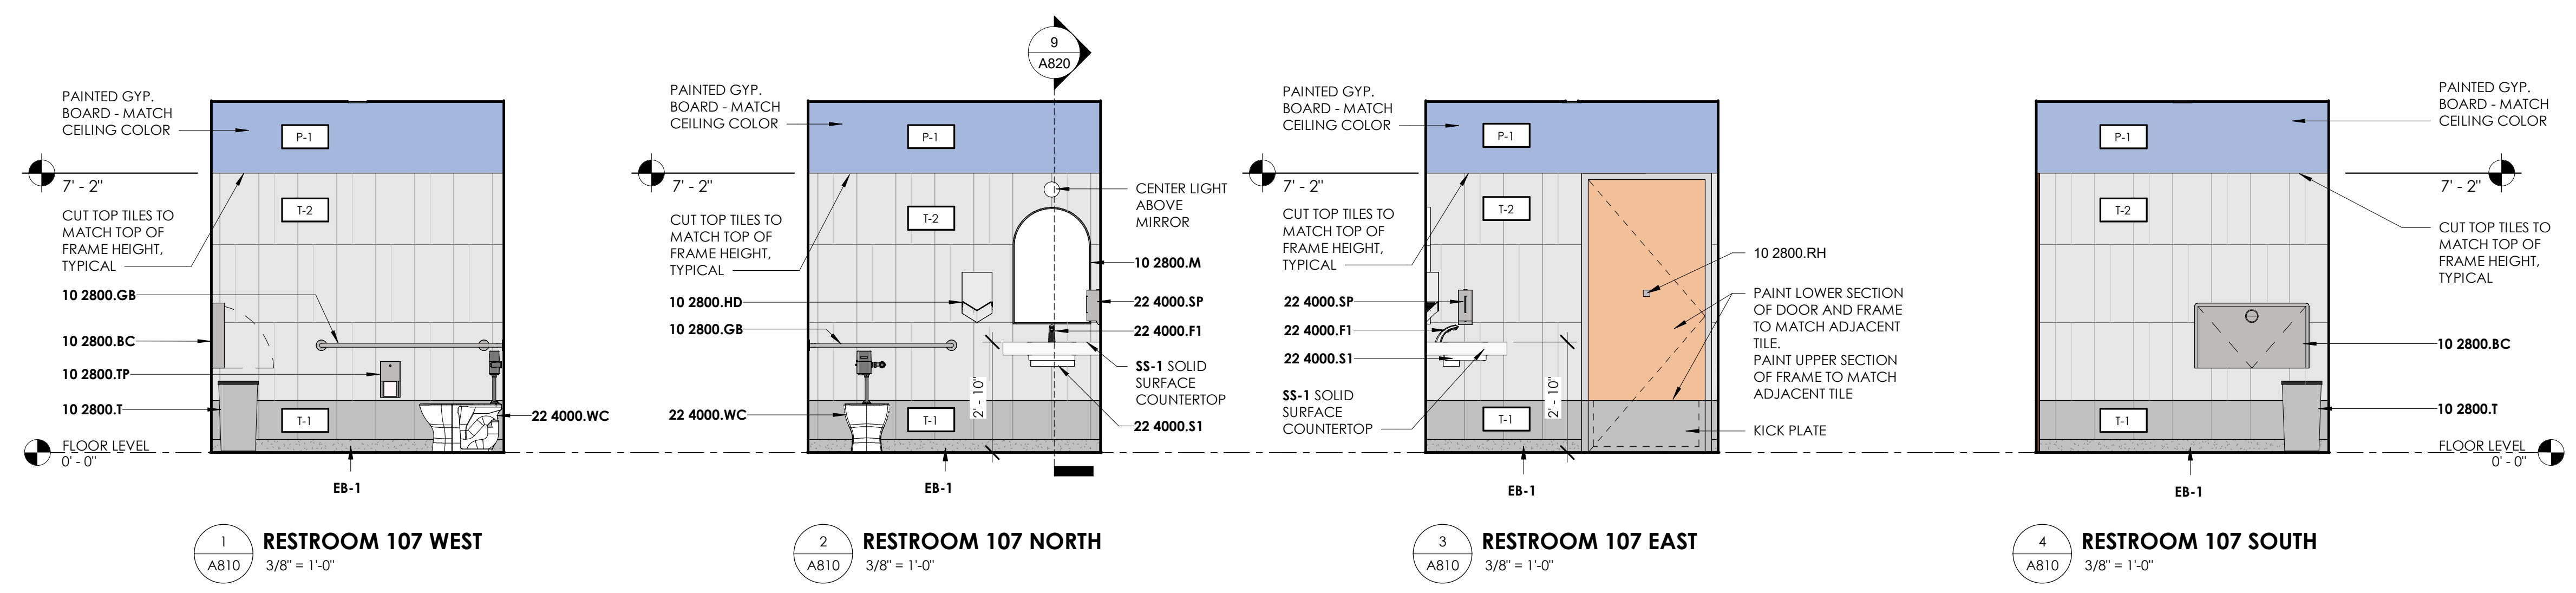 PAINTED GYP.
BOARD - MATCH
CEILING COLOR
P-1
7' - 2"
CUT TOP TILES TO
MATCH TOP OF
FRAME HEIGHT,
TYPICAL
T-2
10 2800.GB
10 2800.BC
10 2800.TP
10 2800.T
T-1
22 4000.WC
FLOOR LEVEL
0' - 0"
EB-1
1
A810
RESTROOM 107 WEST
3/8" = 1'-0"
9
A820
PAINTED GYP.
BOARD - MATCH
CEILING COLOR
P-1
7' - 2"
CUT TOP TILES TO
MATCH TOP OF
FRAME HEIGHT,
TYPICAL
T-2
CENTER LIGHT
ABOVE
MIRROR
10 2800.M
10 2800.HD
22 4000.SP
10 2800.GB
22 4000.F1
SS-1 SOLID
SURFACE
COUNTERTOP
2' - 10"
22 4000.WC
T-1
22 4000.S1
EB-1
2
A810
RESTROOM 107 NORTH
3/8" = 1'-0"
PAINTED GYP.
BOARD - MATCH
CEILING COLOR
P-1
7' - 2"
CUT TOP TILES TO
MATCH TOP OF
FRAME HEIGHT,
TYPICAL
T-2
10 2800.RH
22 4000.SP
22 4000.F1
22 4000.S1
SS-1 SOLID
SURFACE
COUNTERTOP
2' - 10"
T-1
PAINT LOWER SECTION
OF DOOR AND FRAME
TO MATCH ADJACENT
TILE.
PAINT UPPER SECTION
OF FRAME TO MATCH
ADJACENT TILE
KICK PLATE
EB-1
3
A810
RESTROOM 107 EAST
3/8" = 1'-0"
PAINTED GYP.
BOARD - MATCH
CEILING COLOR
P-1
7' - 2"
T-2
CUT TOP TILES TO
MATCH TOP OF
FRAME HEIGHT,
TYPICAL
10 2800.BC
10 2800.T
T-1
FLOOR LEVEL
0' - 0"
EB-1
4
A810
RESTROOM 107 SOUTH
3/8" = 1'-0"